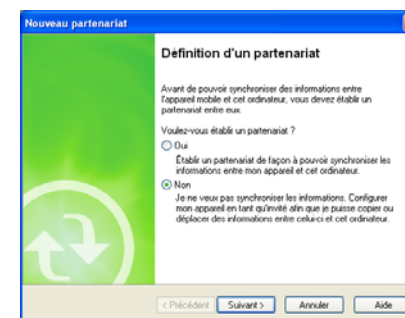 Nouveau partenariat
Définition d'un partenariat
Avant de pouvoir synchroniser des informations entre
l'appareil mobile et cet ordinateur, vous devez établir un
partenariat entre eux.
Voulez-vous établir un partenariat ?
Oui
Établir un partenariat de façon à pouvoir synchroniser les
informations entre mon appareil et cet ordinateur.
Non
Je ne veux pas synchroniser les informations. Configurer
mon appareil en tant qu'invité afin que je puisse copier ou
déplacer des informations entre celui-ci et cet ordinateur.
< Précédent Suivant > Annuler Aide